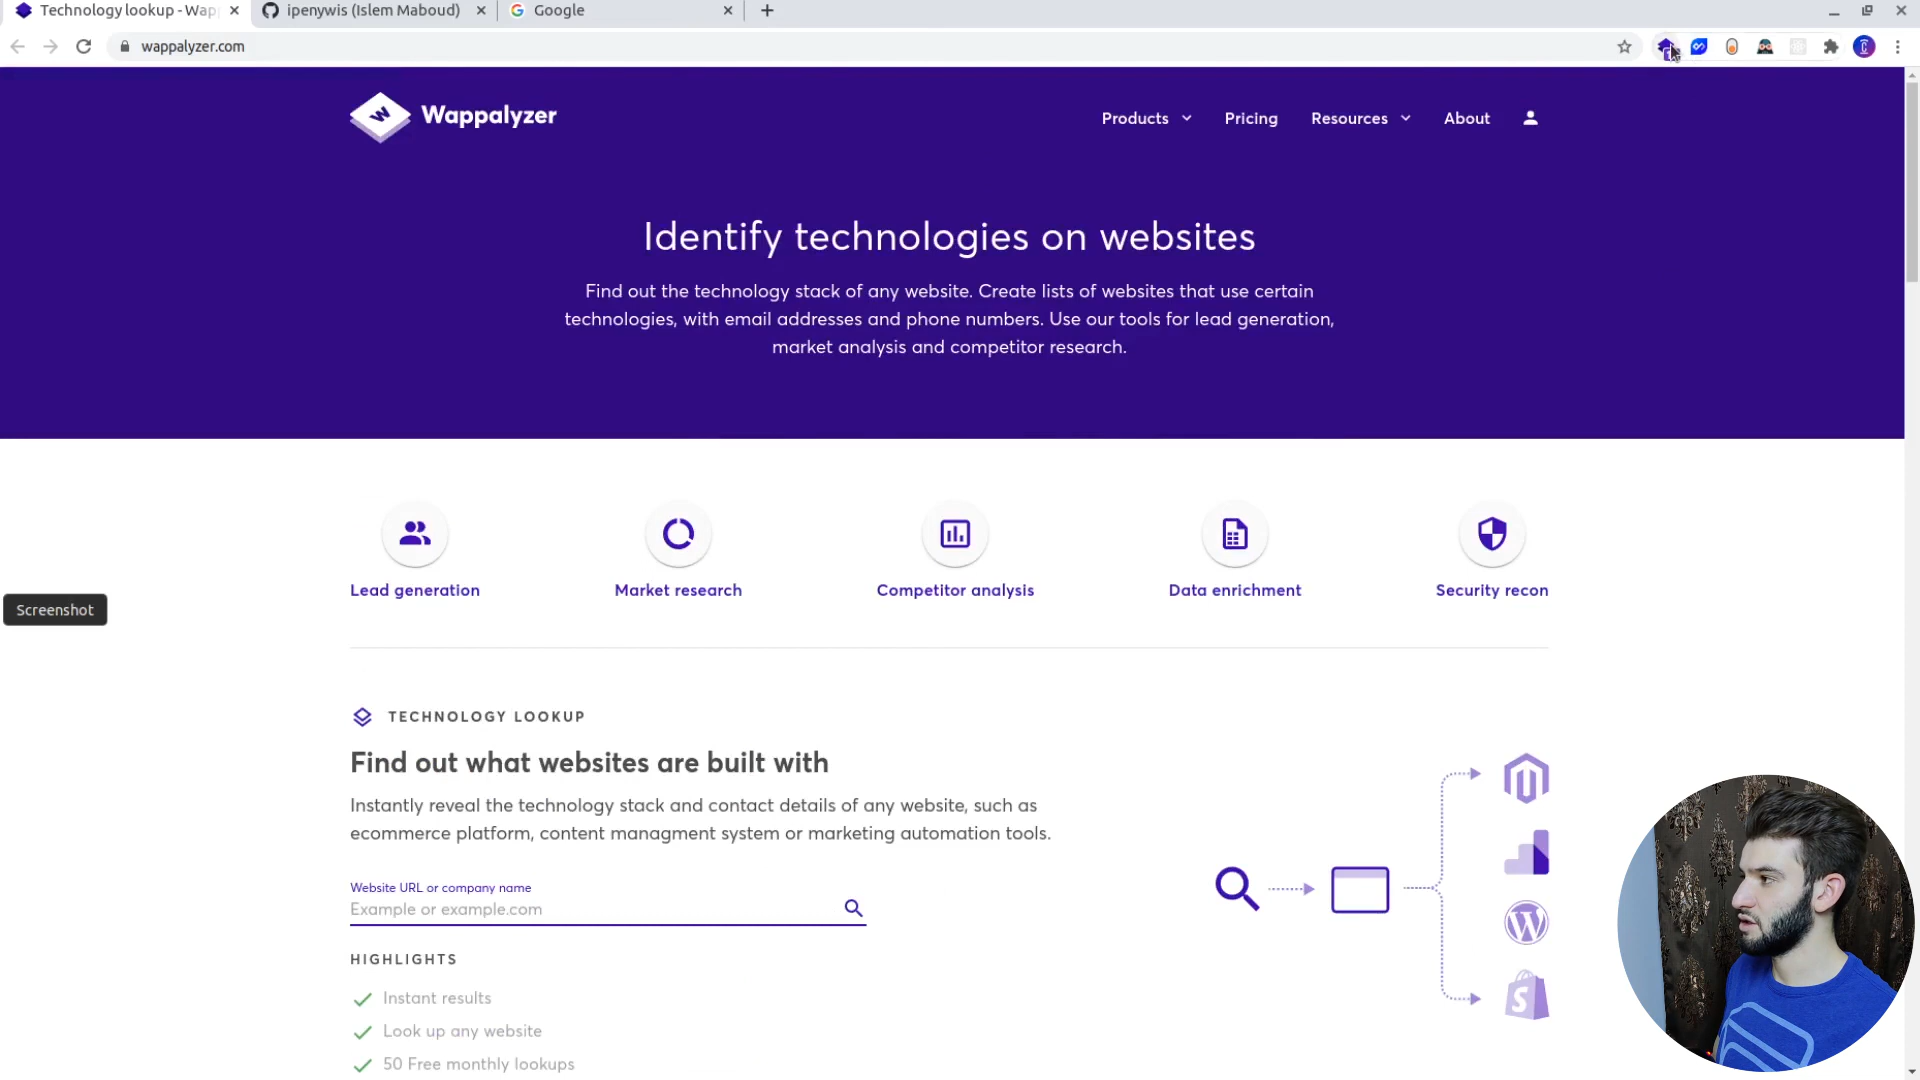 Technology lookup - Wapp
ipenywis (Islem Maboud)
Google
wappalyzer.com
Wappalyzer
Products
Pricing
Resources
About
Identify technologies on websites
Find out the technology stack of any website. Create lists of websites that use certain
technologies, with email addresses and phone numbers. Use our tools for lead generation,
market analysis and competitor research.
Lead generation
Market research
Competitor analysis
Data enrichment
Security recon
Screenshot
TECHNOLOGY LOOKUP
Find out what websites are built with
Instantly reveal the technology stack and contact details of any website, such as
ecommerce platform, content managment system or marketing automation tools.
Website URL or company name
Example or example.com
HIGHLIGHTS
Instant results
Look up any website
50 Free monthly lookups